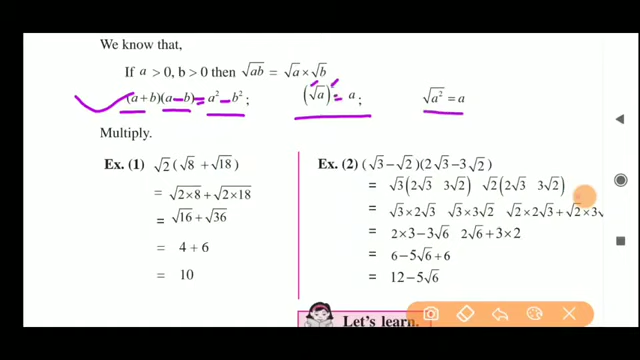 We know that,
If a > 0, b > 0 then √ab = √a × √b
(a + b)(a − b) = a² − b² ; (√a)² = a ; √a² = a
Multiply.
Ex. (1) √2 (√8 + √18)
= √2×8 + √2×18
= √16 + √36
= 4 + 6
= 10
Ex. (2) (√3 − √2)(2√3 − 3√2)
= √3(2√3 3√2) √2(2√3 3√2)
= √3 × 2√3 √3 × 3√2 √2 × 2√3 + √2 × 3
= 2 × 3 − 3√6 2√6 + 3 × 2
= 6 − 5√6 + 6
= 12 − 5√6
Let's learn.